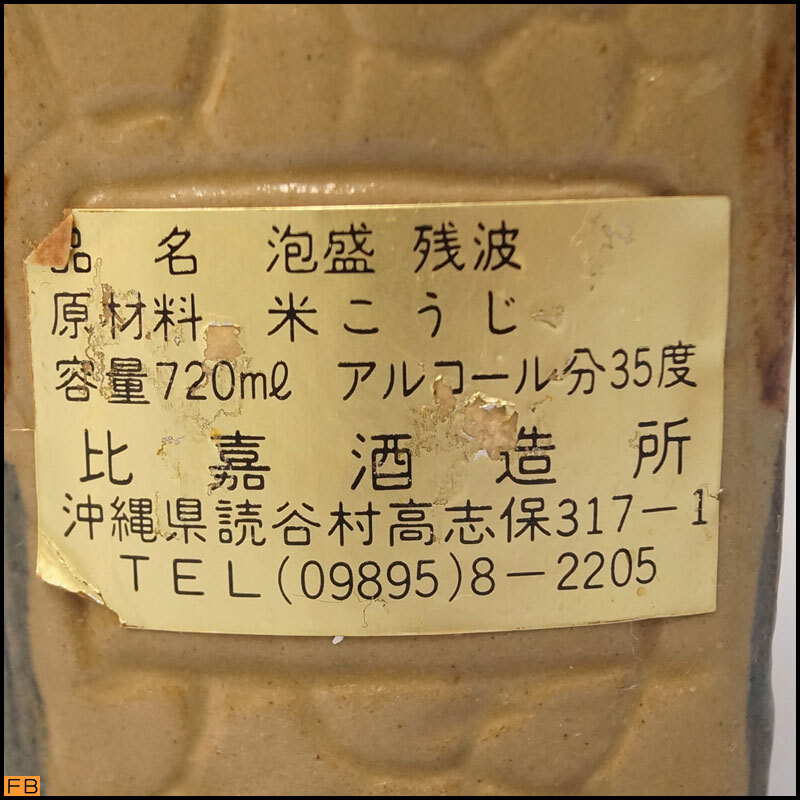 品 名 泡盛 残波
原材料 米こうじ
容量720mℓ アルコール分35度
比嘉酒造所
沖縄県読谷村高志保317-1
TEL(09895)8-2205
FB